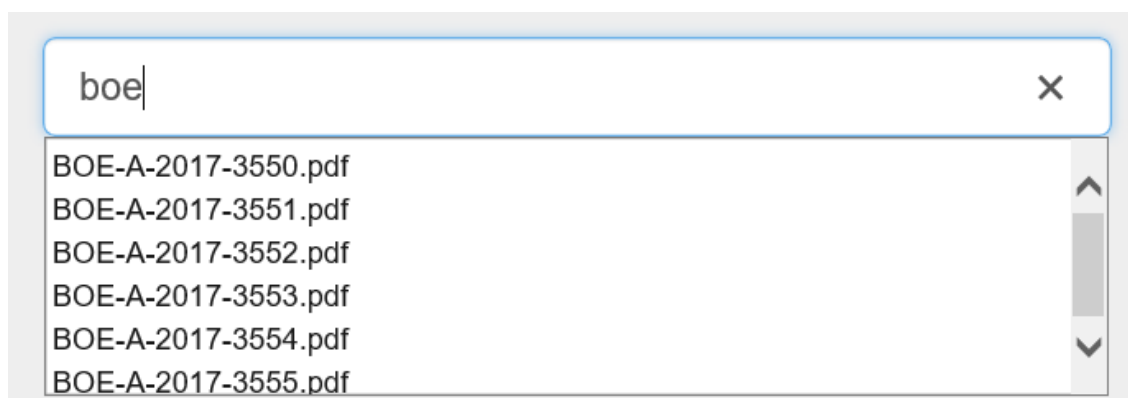 boe
BOE-A-2017-3550.pdf
BOE-A-2017-3551.pdf
BOE-A-2017-3552.pdf
BOE-A-2017-3553.pdf
BOE-A-2017-3554.pdf
BOE-A-2017-3555.pdf